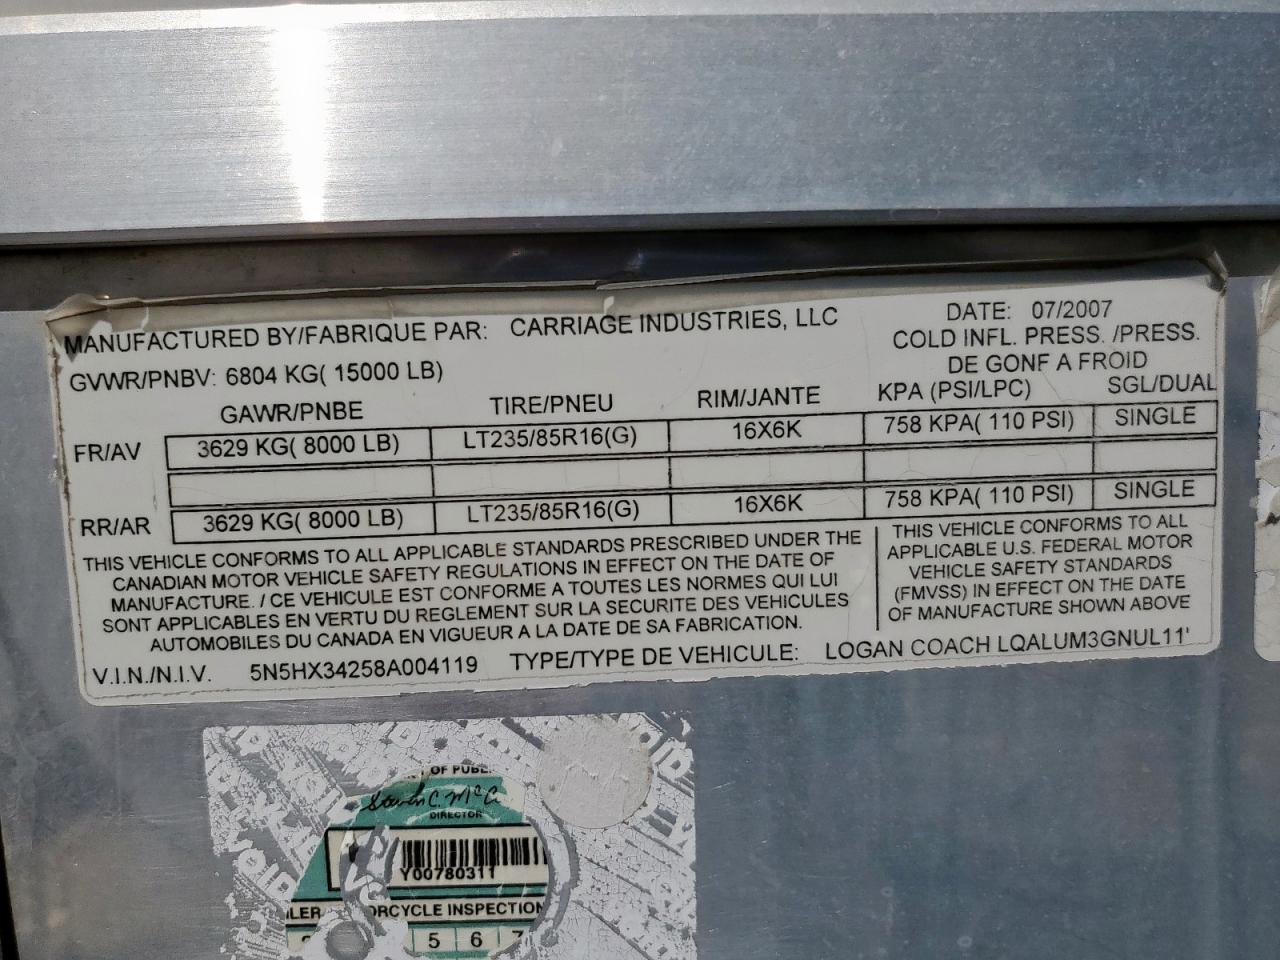 MANUFACTURED BY/FABRIQUE PAR: CARRIAGE INDUSTRIES, LLC
DATE: 07/2007
GVWR/PNBV: 6804 KG( 15000 LB)
COLD INFL. PRESS. /PRESS.
DE GONF A FROID
GAWR/PNBE TIRE/PNEU RIM/JANTE KPA (PSI/LPC) SGL/DUAL
FR/AV 3629 KG( 8000 LB) LT235/85R16(G) 16X6K 758 KPA( 110 PSI) SINGLE
RR/AR 3629 KG( 8000 LB) LT235/85R16(G) 16X6K 758 KPA( 110 PSI) SINGLE
THIS VEHICLE CONFORMS TO ALL APPLICABLE STANDARDS PRESCRIBED UNDER THE
CANADIAN MOTOR VEHICLE SAFETY REGULATIONS IN EFFECT ON THE DATE OF
MANUFACTURE. / CE VEHICULE EST CONFORME A TOUTES LES NORMES QUI LUI
SONT APPLICABLES EN VERTU DU REGLEMENT SUR LA SECURITE DES VEHICULES
AUTOMOBILES DU CANADA EN VIGUEUR A LA DATE DE SA FABRICATION.
THIS VEHICLE CONFORMS TO ALL
APPLICABLE U.S. FEDERAL MOTOR
VEHICLE SAFETY STANDARDS
(FMVSS) IN EFFECT ON THE DATE
OF MANUFACTURE SHOWN ABOVE
V.I.N./N.I.V. 5N5HX34258A004119 TYPE/TYPE DE VEHICULE: LOGAN COACH LQALUM3GNUL11'
OF PUBL
DIRECTOR
Y00780311
ILER ORCYCLE INSPECTION
5 6 7